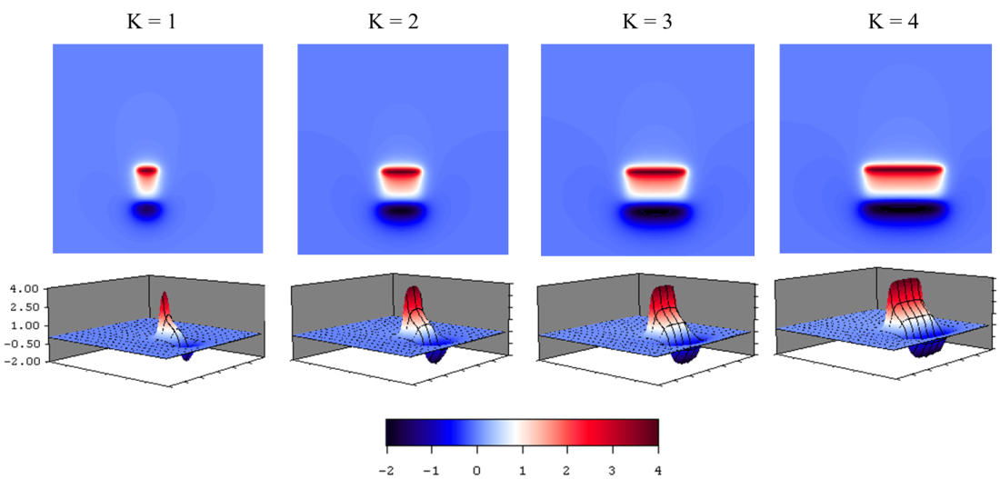 K = 1 K = 2 K = 3 K = 4
4.00
2.50
1.00
-0.50
-2.00
-2 -1 0 1 2 3 4